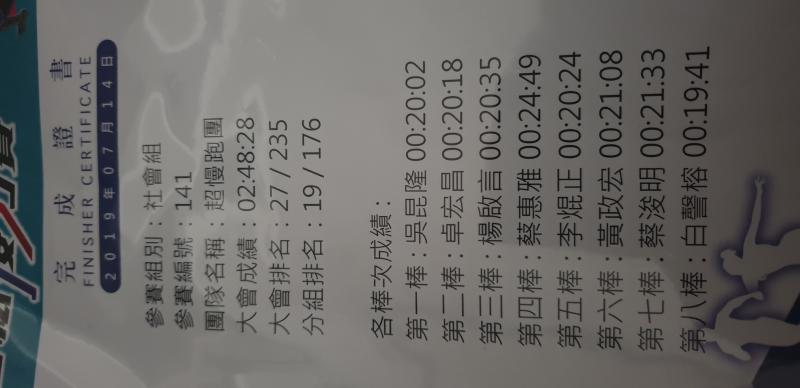 完成證書
FINISHER CERTIFICATE
2019年07月14日
參賽組別：社會組
參賽編號：141
團隊名稱：超慢跑團
大會成績：02:48:28
大會排名：27 / 235
分組排名：19 / 176
各棒次成績：
第一棒：吳昆隆 00:20:02
第二棒：卓宏昌 00:20:18
第三棒：楊啟言 00:20:35
第四棒：蔡惠雅 00:24:49
第五棒：李焜正 00:20:24
第六棒：黃政宏 00:21:08
第七棒：蔡浚明 00:21:33
第八棒：白謦榕 00:19:41